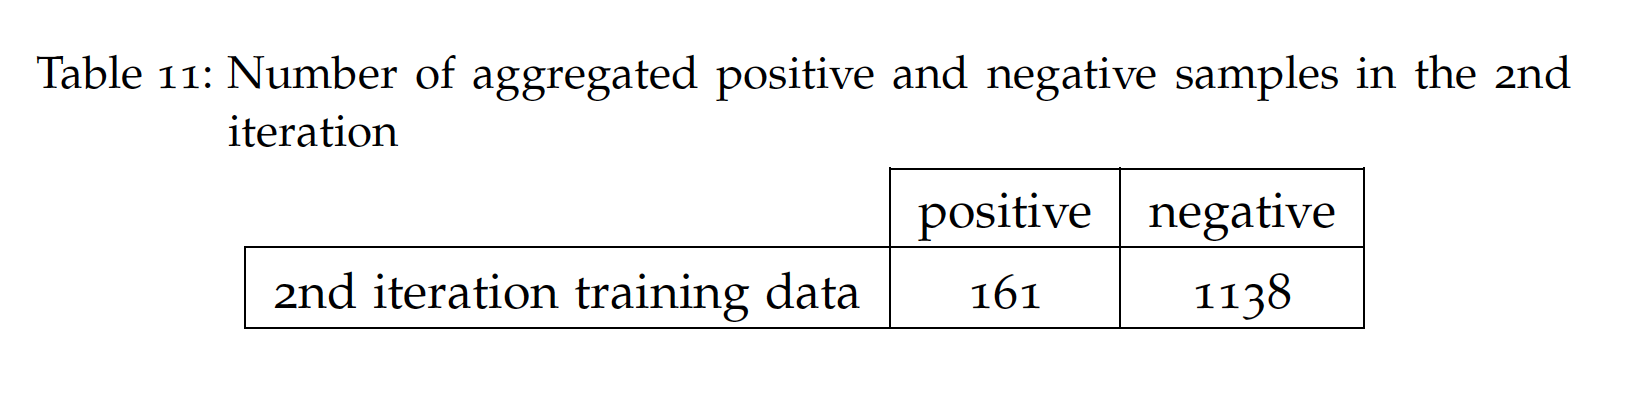 Table 11: Number of aggregated positive and negative samples in the 2nd
iteration
positive negative
2nd iteration training data 161 1138